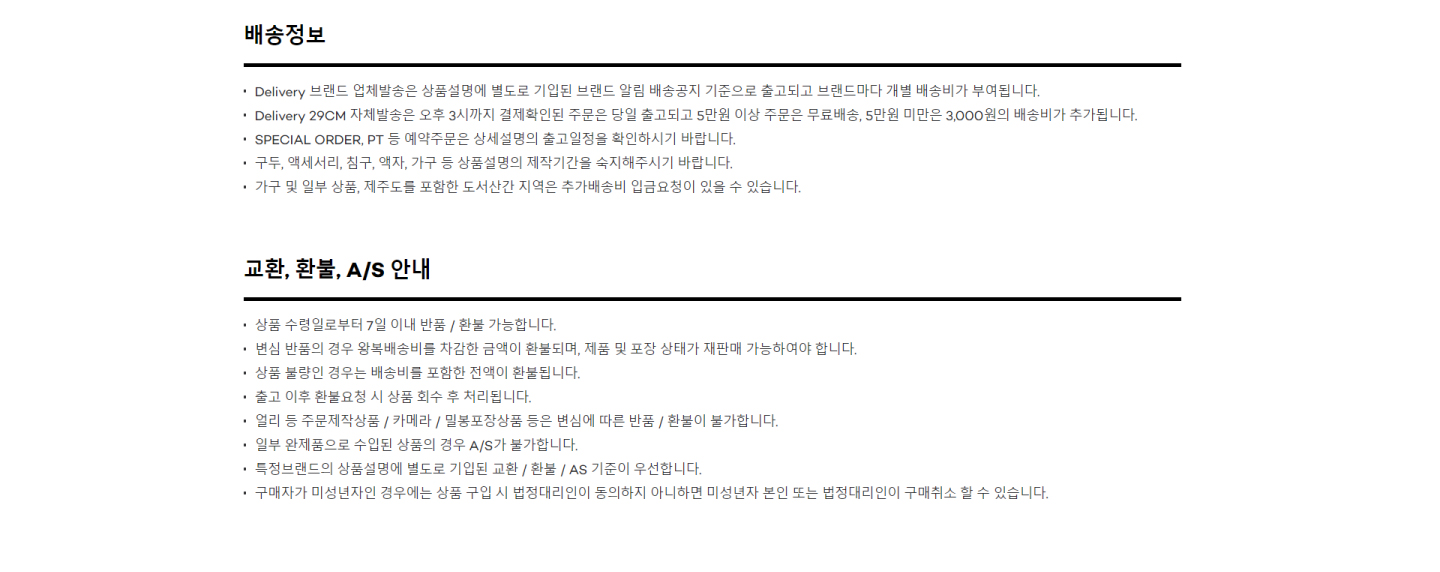 배송정보
• Delivery 브랜드 업체발송은 상품설명에 별도로 기입된 브랜드 알림 배송공지 기준으로 출고되고 브랜드마다 개별 배송비가 부여됩니다.
• Delivery 29CM 자체발송은 오후 3시까지 결제확인된 주문은 당일 출고되고 5만원 이상 주문은 무료배송, 5만원 미만은 3,000원의 배송비가 추가됩니다.
• SPECIAL ORDER, PT 등 예약주문은 상세설명의 출고일정을 확인하시기 바랍니다.
• 구두, 액세서리, 침구, 액자, 가구 등 상품설명의 제작기간을 숙지해주시기 바랍니다.
• 가구 및 일부 상품, 제주도를 포함한 도서산간 지역은 추가배송비 입금요청이 있을 수 있습니다.
교환, 환불, A/S 안내
• 상품 수령일로부터 7일 이내 반품 / 환불 가능합니다.
• 변심 반품의 경우 왕복배송비를 차감한 금액이 환불되며, 제품 및 포장 상태가 재판매 가능하여야 합니다.
• 상품 불량인 경우는 배송비를 포함한 전액이 환불됩니다.
• 출고 이후 환불요청 시 상품 회수 후 처리됩니다.
• 얼리 등 주문제작상품 / 카메라 / 밀봉포장상품 등은 변심에 따른 반품 / 환불이 불가합니다.
• 일부 완제품으로 수입된 상품의 경우 A/S가 불가합니다.
• 특정브랜드의 상품설명에 별도로 기입된 교환 / 환불 / AS 기준이 우선합니다.
• 구매자가 미성년자인 경우에는 상품 구입 시 법정대리인이 동의하지 아니하면 미성년자 본인 또는 법정대리인이 구매취소 할 수 있습니다.